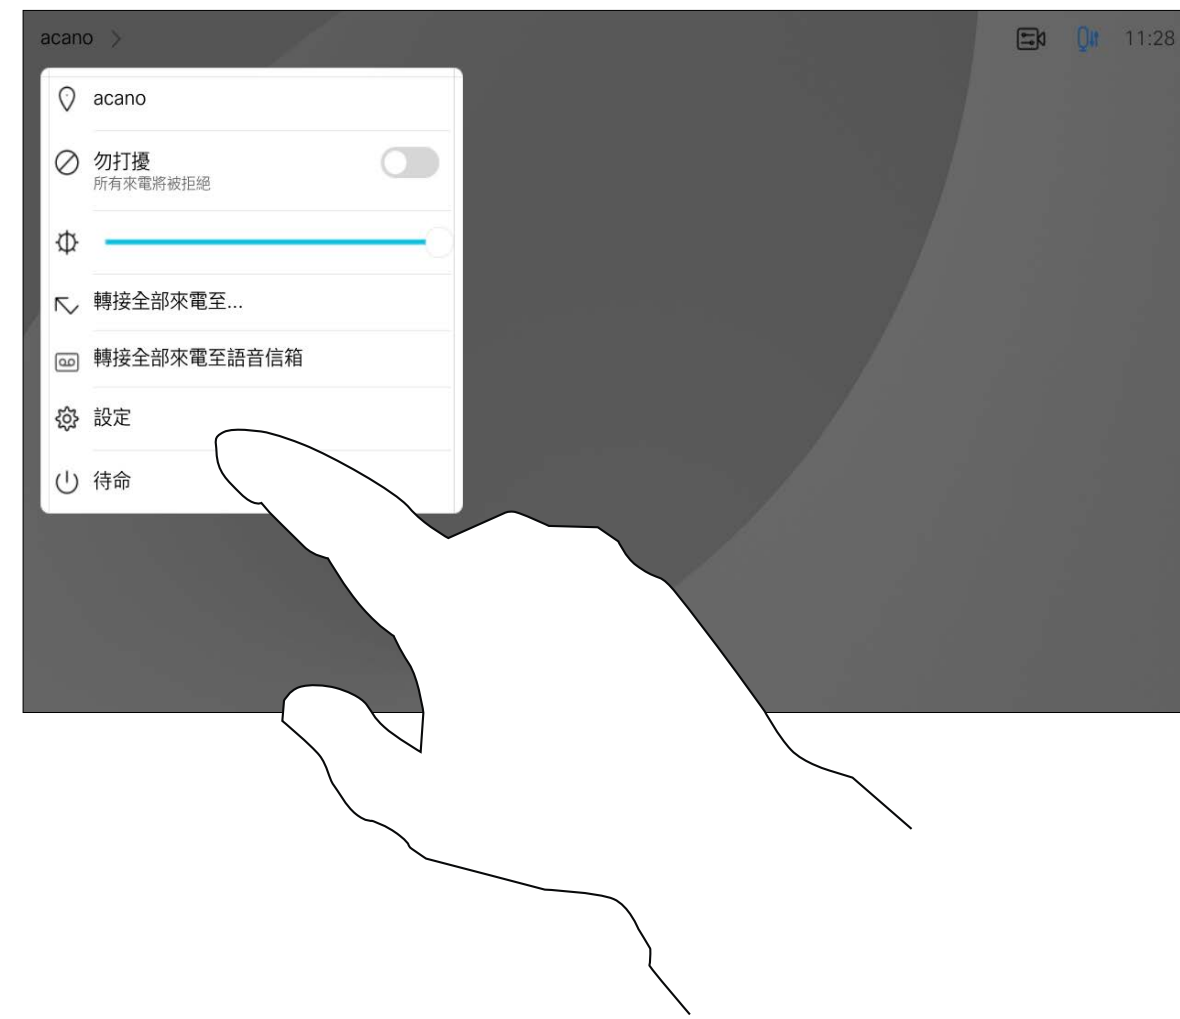 acano
11:28
acano
勿打擾
所有來電將被拒絕
轉接全部來電至...
轉接全部來電至語音信箱
設定
待命